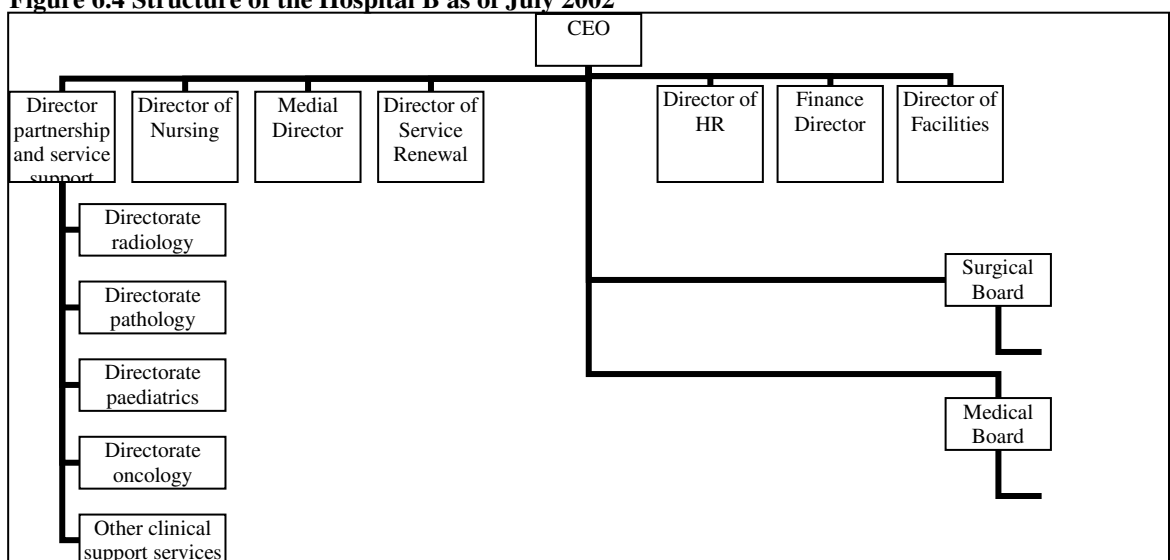 Figure 6.4 Structure of the Hospital B as of July 2002
CEO
Director
partnership
and service
support
Director of
Nursing
Medial
Director
Director of
Service
Renewal
Director of
HR
Finance
Director
Director of
Facilities
Directorate
radiology
Directorate
pathology
Directorate
paediatrics
Directorate
oncology
Other clinical
support services
Surgical
Board
Medical
Board